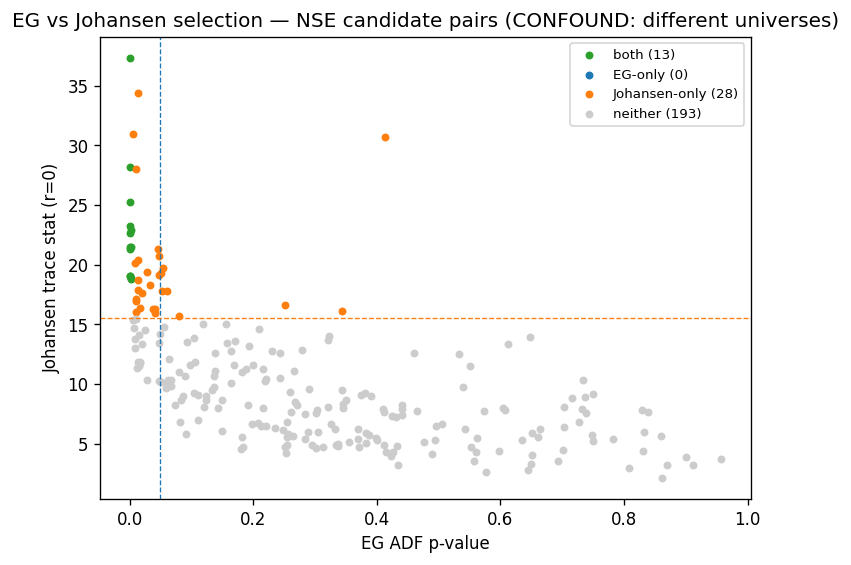 EG vs Johansen selection — NSE candidate pairs (CONFOUND: different universes)
Johansen trace stat (r=0)
35
30
25
20
15
10
5
both (13)
EG-only (0)
Johansen-only (28)
neither (193)
0.0 0.2 0.4 0.6 0.8 1.0
EG ADF p-value